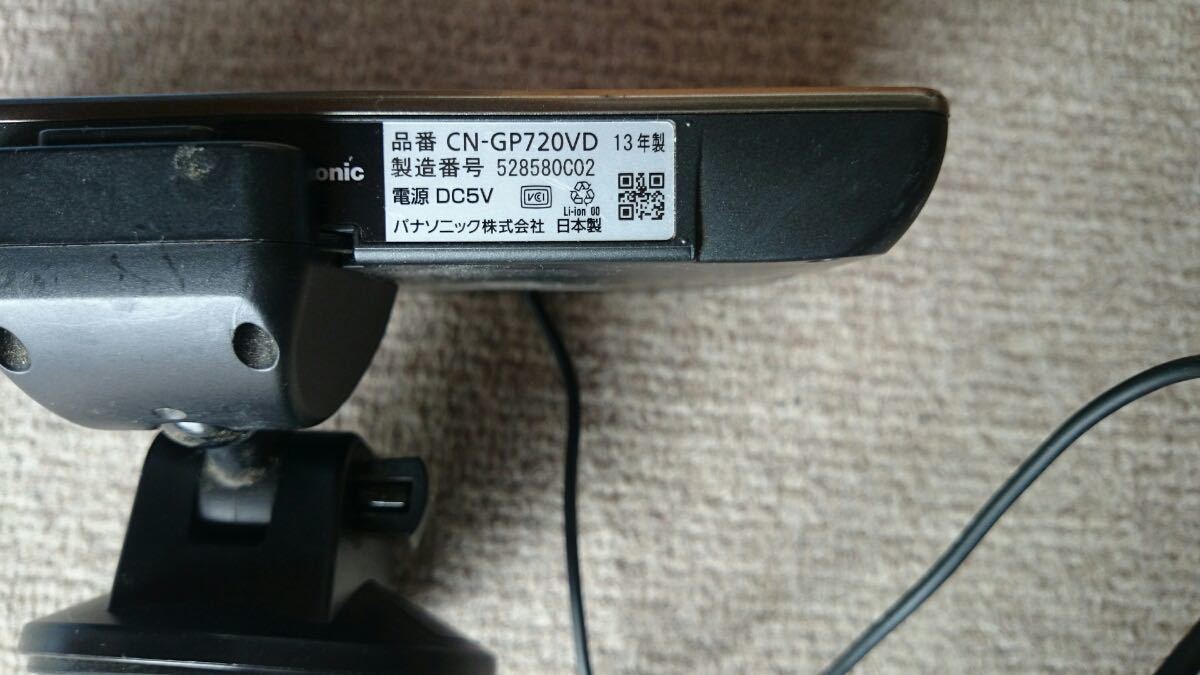 品番 CN-GP720VD 13年製
製造番号 528580C02
onic
電源 DC5V VCCI
Li-ion 00
パナソニック株式会社 日本製